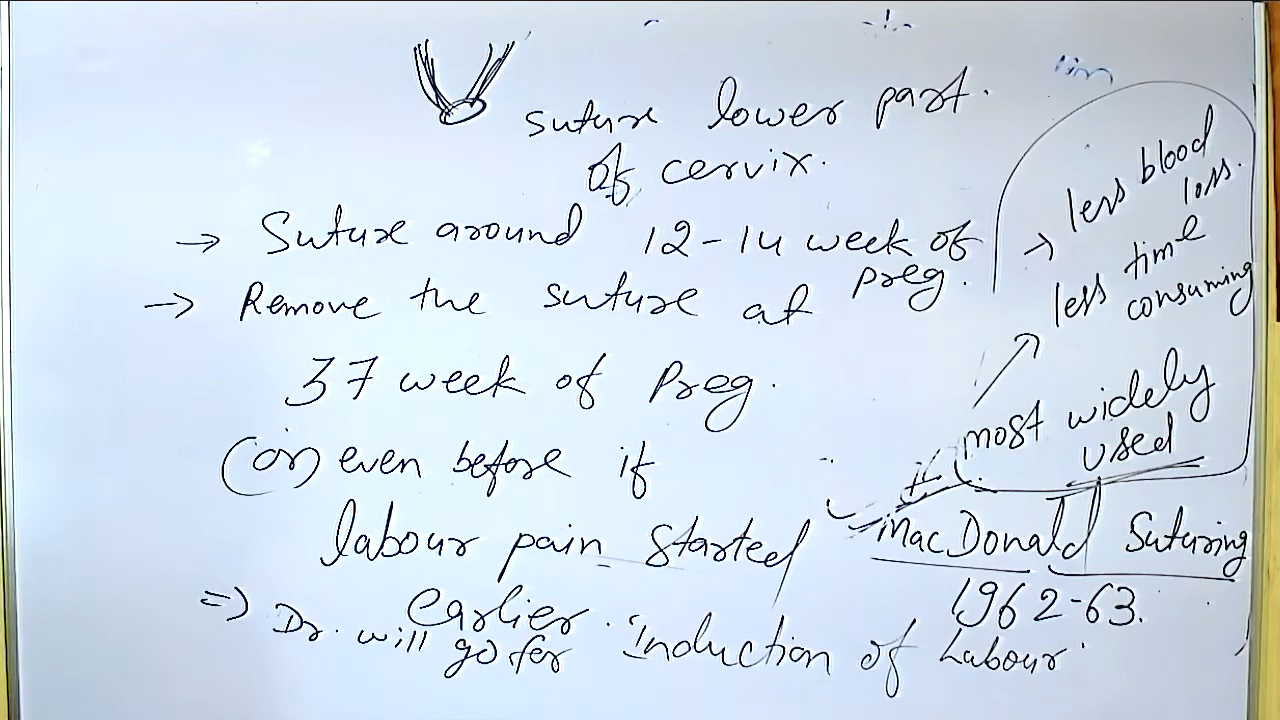 suture lower part.
of cervix.
→ Suture around 12-14 week of
preg.
→ Remove the suture at
37 week of Preg.
(or) even before if
labour pain started
earlier.
=> Dr. will go for induction of Labour
→ less blood
loss.
less time
consuming
most widely
used
MacDonald Suturing
1962-63.